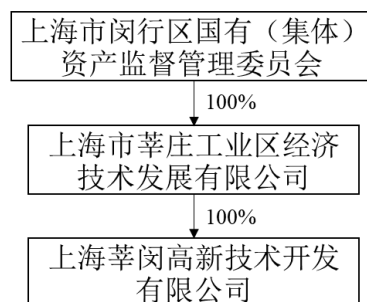 上海市闵行区国有（集体）
资产监督管理委员会
100%
上海市莘庄工业区经济
技术发展有限公司
100%
上海莘闵高新技术开发
有限公司